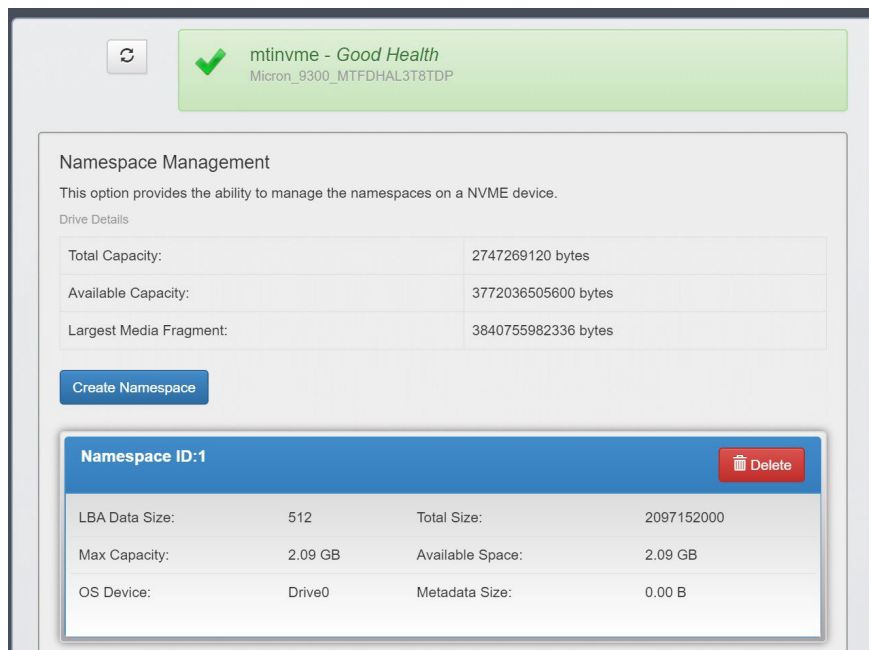 mtinvme - Good Health
Micron_9300_MTFDHAL3T8TDP
Namespace Management
This option provides the ability to manage the namespaces on a NVME device.
Drive Details
Total Capacity: 2747269120 bytes
Available Capacity: 3772036505600 bytes
Largest Media Fragment: 3840755982336 bytes
Create Namespace
Namespace ID:1 Delete
LBA Data Size: 512 Total Size: 2097152000
Max Capacity: 2.09 GB Available Space: 2.09 GB
OS Device: Drive0 Metadata Size: 0.00 B